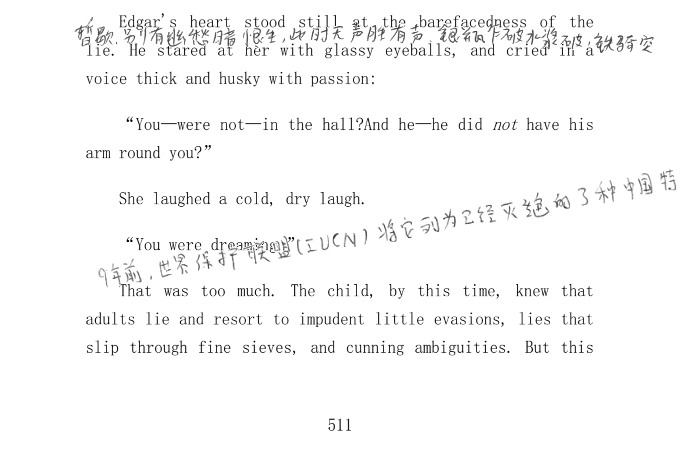 Edgar's heart stood still at the barefacedness of the
暂歇.别有幽愁暗恨生,此时无声胜有声.银瓶乍破水浆迸,铁骑突
lie. He stared at her with glassy eyeballs, and cried in a
voice thick and husky with passion:
“You—were not—in the hall?And he—he did not have his
arm round you?”
She laughed a cold, dry laugh.
“You were dreaming.”
9年前,世界保护联盟(IUCN)将它列为已经灭绝的3种中国特
That was too much. The child, by this time, knew that
adults lie and resort to impudent little evasions, lies that
slip through fine sieves, and cunning ambiguities. But this
511